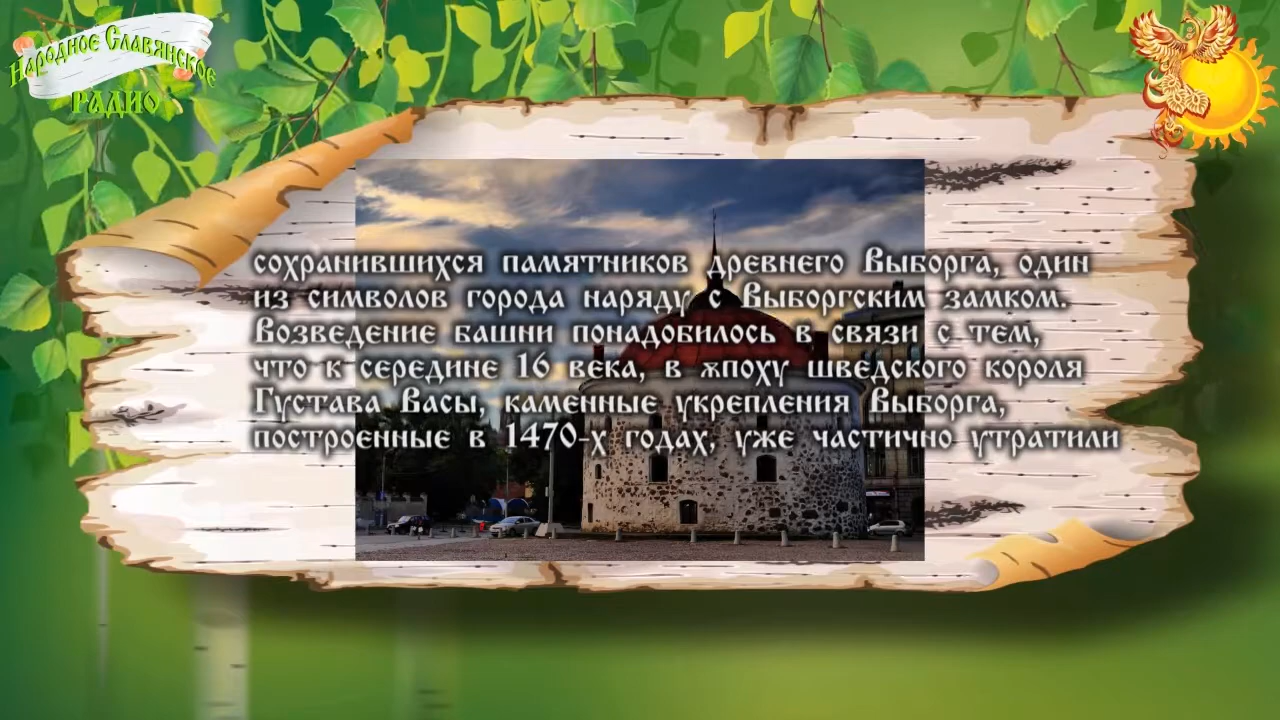 Народное Славянское
РАДИО
сохранившихся памятников древнего Выборга, один
из символов города наряду с Выборгским замком.
Возведение башни понадобилось в связи с тем,
что к середине 16 века, в эпоху шведского короля
Густава Васы, каменные укрепления Выборга,
построенные в 1470-х годах, уже частично утратили